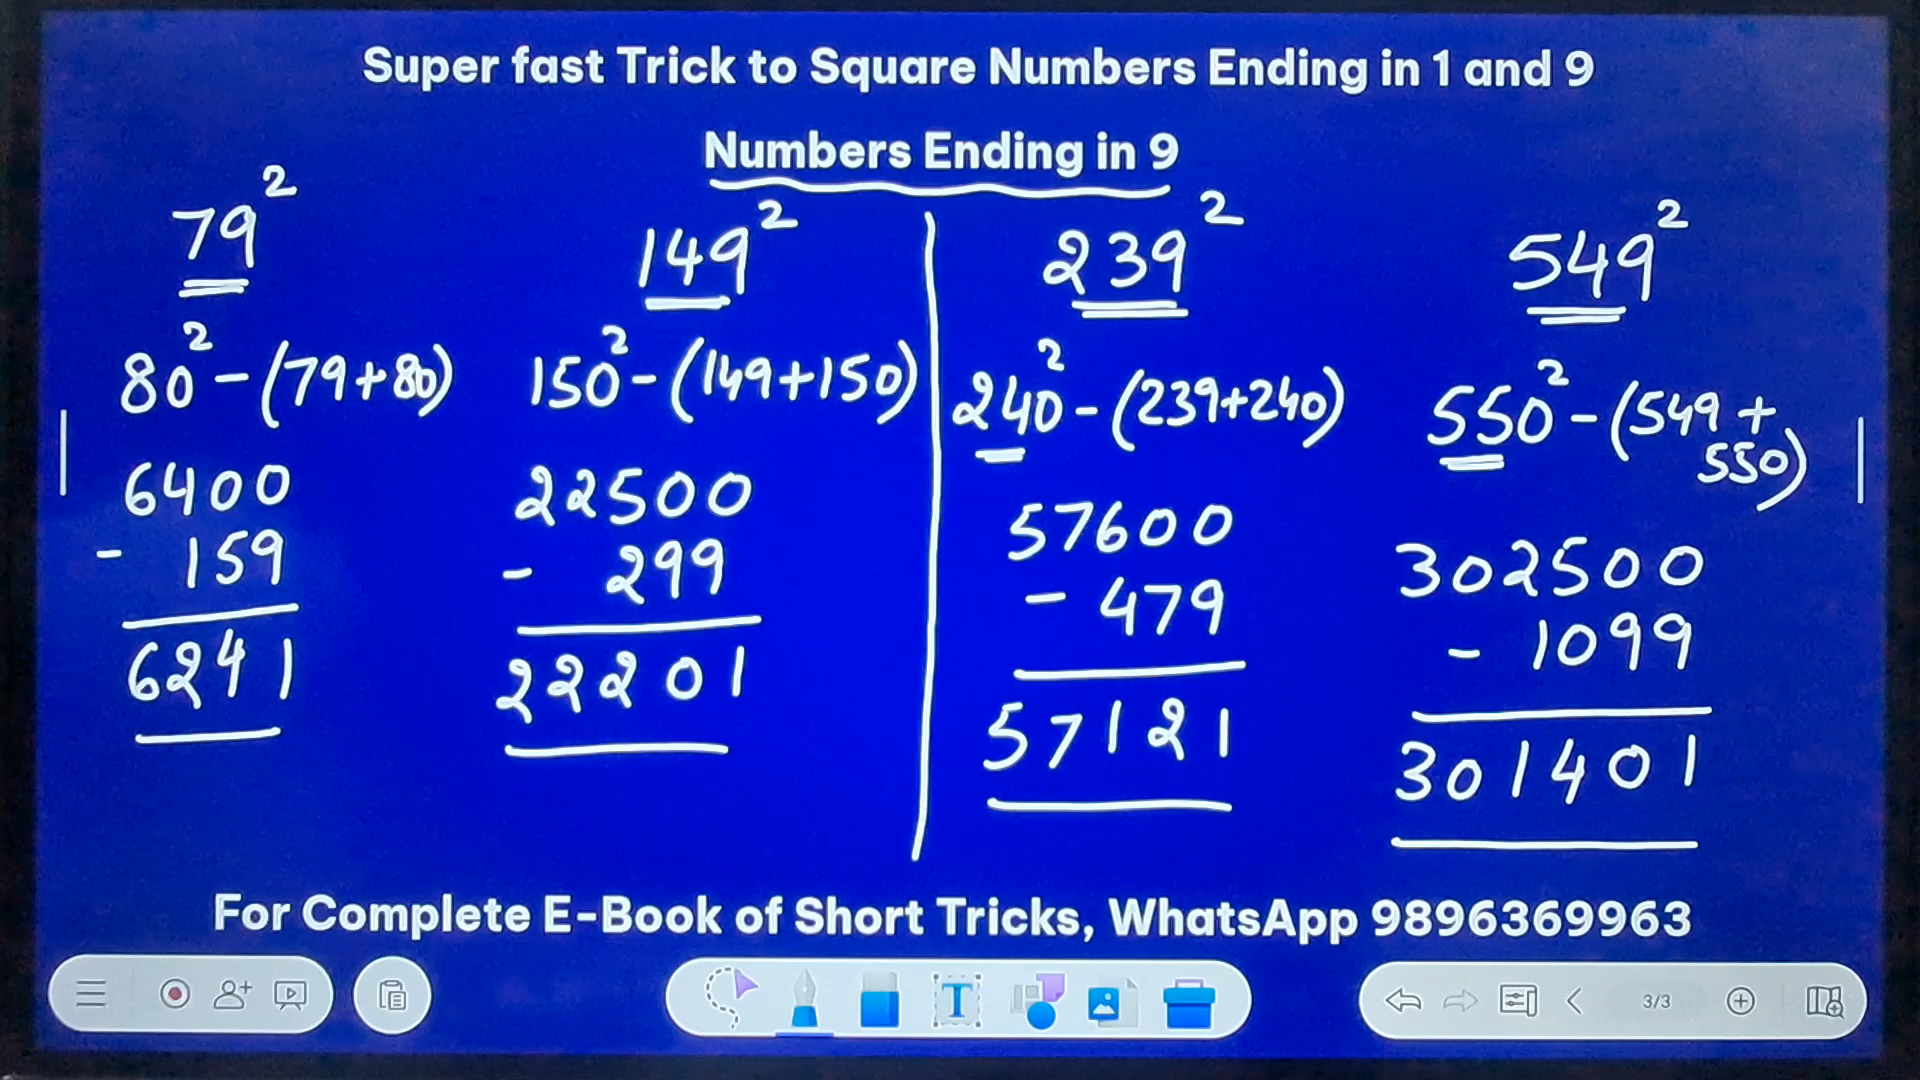 Super fast Trick to Square Numbers Ending in 1 and 9
Numbers Ending in 9
79²
80² - (79+80)
6400
- 159
6241
149²
150² - (149+150)
22500
- 299
22201
239²
240² - (239+240)
57600
- 479
57121
549²
550² - (549 +
550)
302500
- 1099
301401
For Complete E-Book of Short Tricks, WhatsApp 9896369963
T
3/3